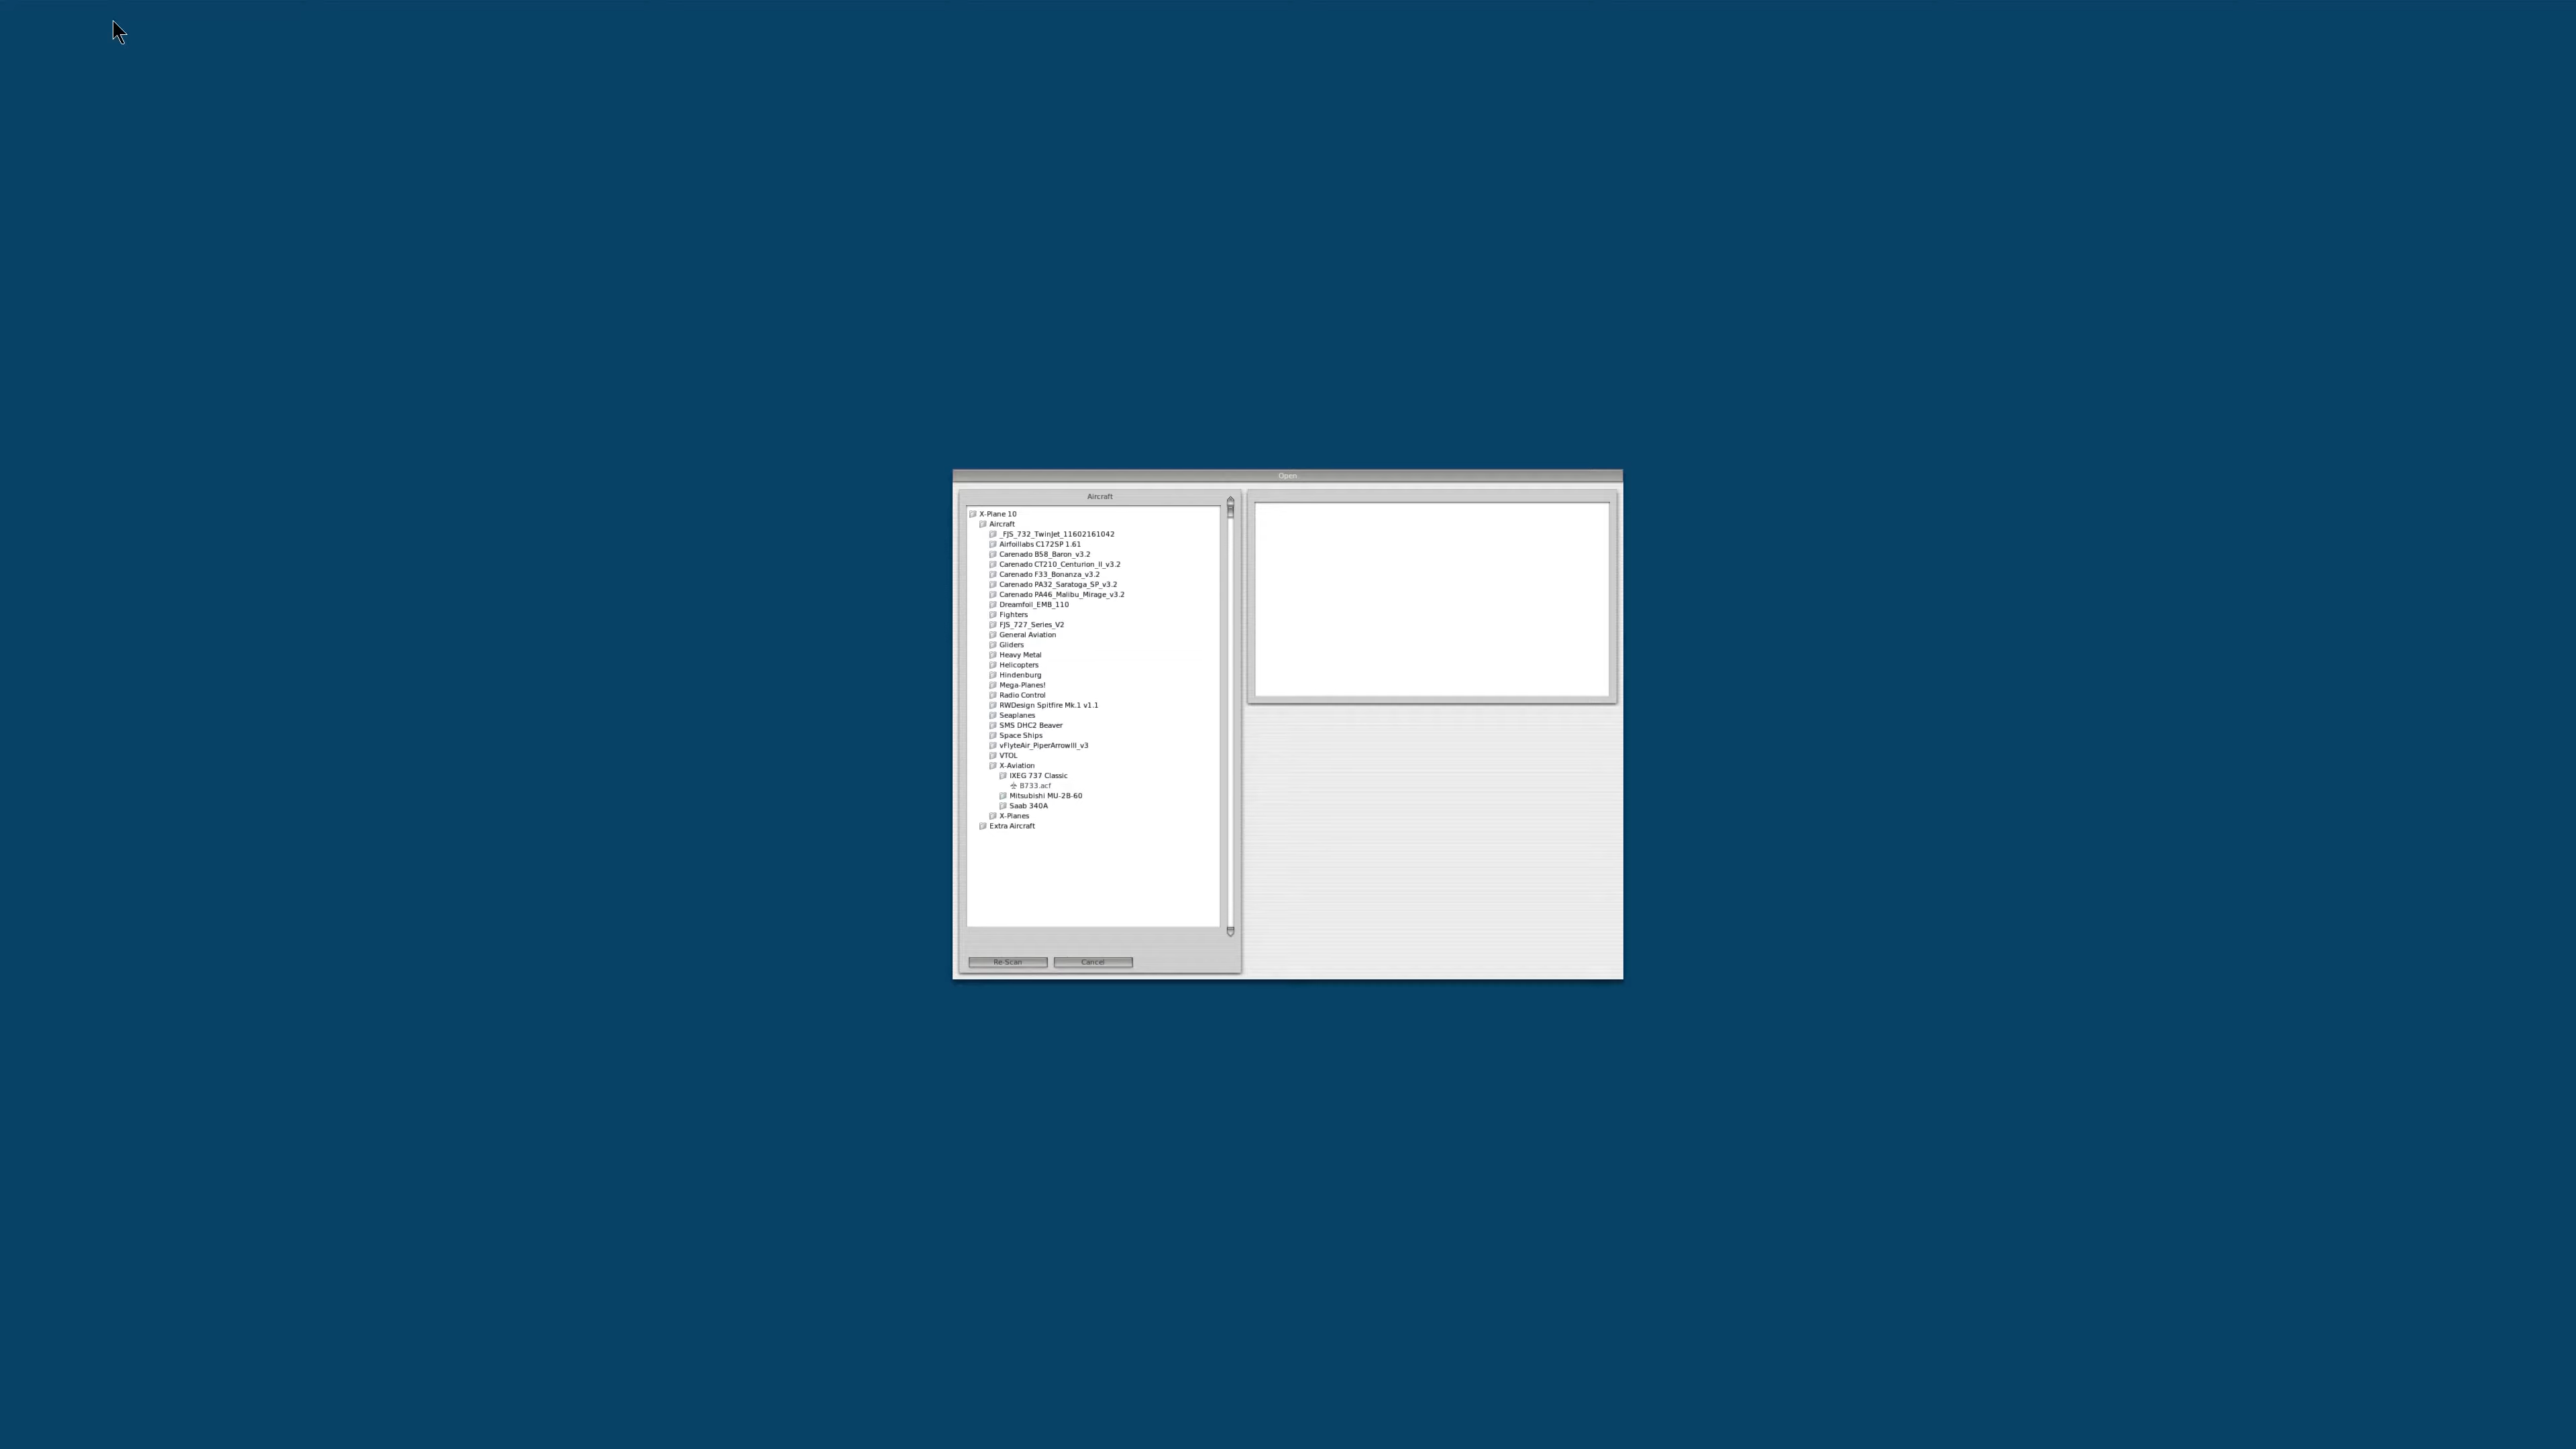 Open
Aircraft
X-Plane 10
Aircraft
_FJS_732_TwinJet_11602161042
Airfoillabs C172SP 1.61
Carenado B58_Baron_v3.2
Carenado CT210_Centurion_II_v3.2
Carenado F33_Bonanza_v3.2
Carenado PA32_Saratoga_SP_v3.2
Carenado PA46_Malibu_Mirage_v3.2
Dreamfoil_EMB_110
Fighters
FJS_727_Series_V2
General Aviation
Gliders
Heavy Metal
Helicopters
Hindenburg
Mega-Planes!
Radio Control
RWDesign Spitfire Mk.1 v1.1
Seaplanes
SMS DHC2 Beaver
Space Ships
vFlyteAir_PiperArrowIII_v3
VTOL
X-Aviation
IXEG 737 Classic
B733.acf
Mitsubishi MU-2B-60
Saab 340A
X-Planes
Extra Aircraft
Re-Scan
Cancel